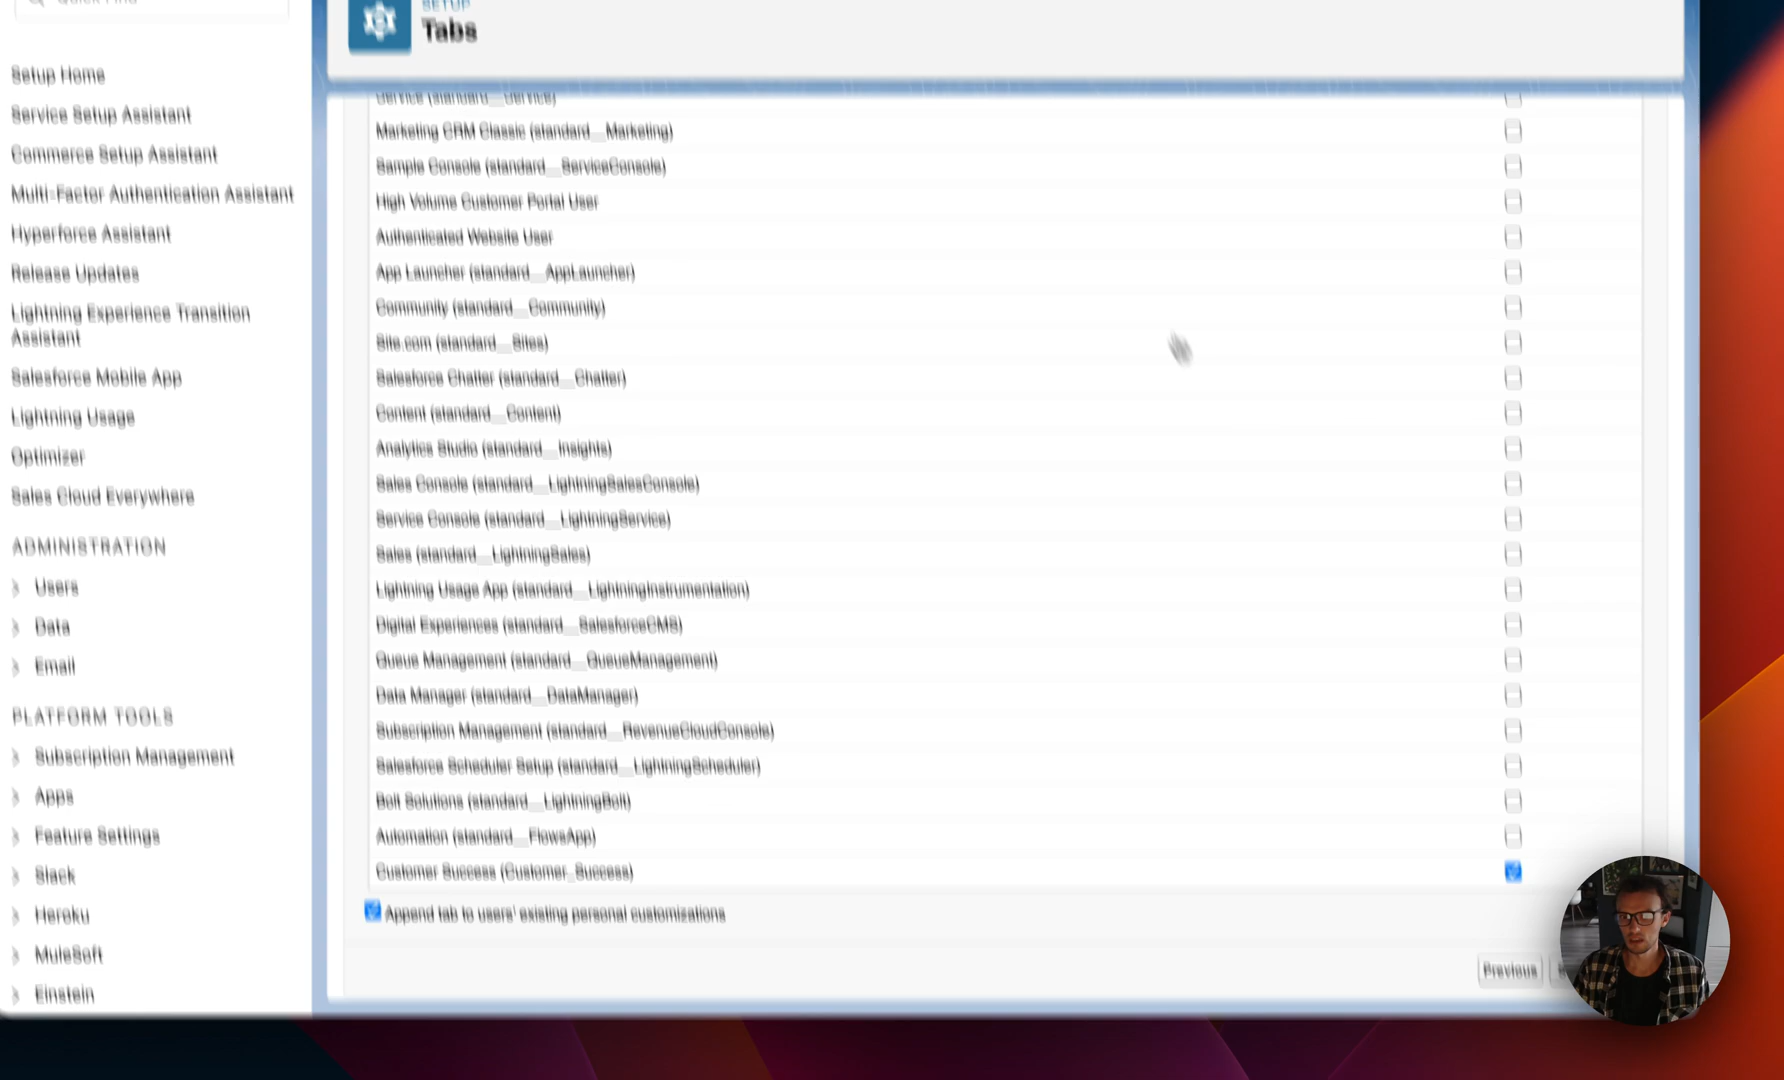 Quick Find
Setup Home
Service Setup Assistant
Commerce Setup Assistant
Multi-Factor Authentication Assistant
Hyperforce Assistant
Release Updates
Lightning Experience Transition
Assistant
Salesforce Mobile App
Lightning Usage
Optimizer
Sales Cloud Everywhere
ADMINISTRATION
Users
Data
Email
PLATFORM TOOLS
Subscription Management
Apps
Feature Settings
Slack
Heroku
MuleSoft
Einstein
SETUP
Tabs
Service (standard__Service)
Marketing CRM Classic (standard__Marketing)
Sample Console (standard__ServiceConsole)
High Volume Customer Portal User
Authenticated Website User
App Launcher (standard__AppLauncher)
Community (standard__Community)
Site.com (standard__Sites)
Salesforce Chatter (standard__Chatter)
Content (standard__Content)
Analytics Studio (standard__Insights)
Sales Console (standard__LightningSalesConsole)
Service Console (standard__LightningService)
Sales (standard__LightningSales)
Lightning Usage App (standard__LightningInstrumentation)
Digital Experiences (standard__SalesforceCMS)
Queue Management (standard__QueueManagement)
Data Manager (standard__DataManager)
Subscription Management (standard__RevenueCloudConsole)
Salesforce Scheduler Setup (standard__LightningScheduler)
Bolt Solutions (standard__LightningBolt)
Automation (standard__FlowsApp)
Customer Success (Customer_Success)
Append tab to users' existing personal customizations
Previous